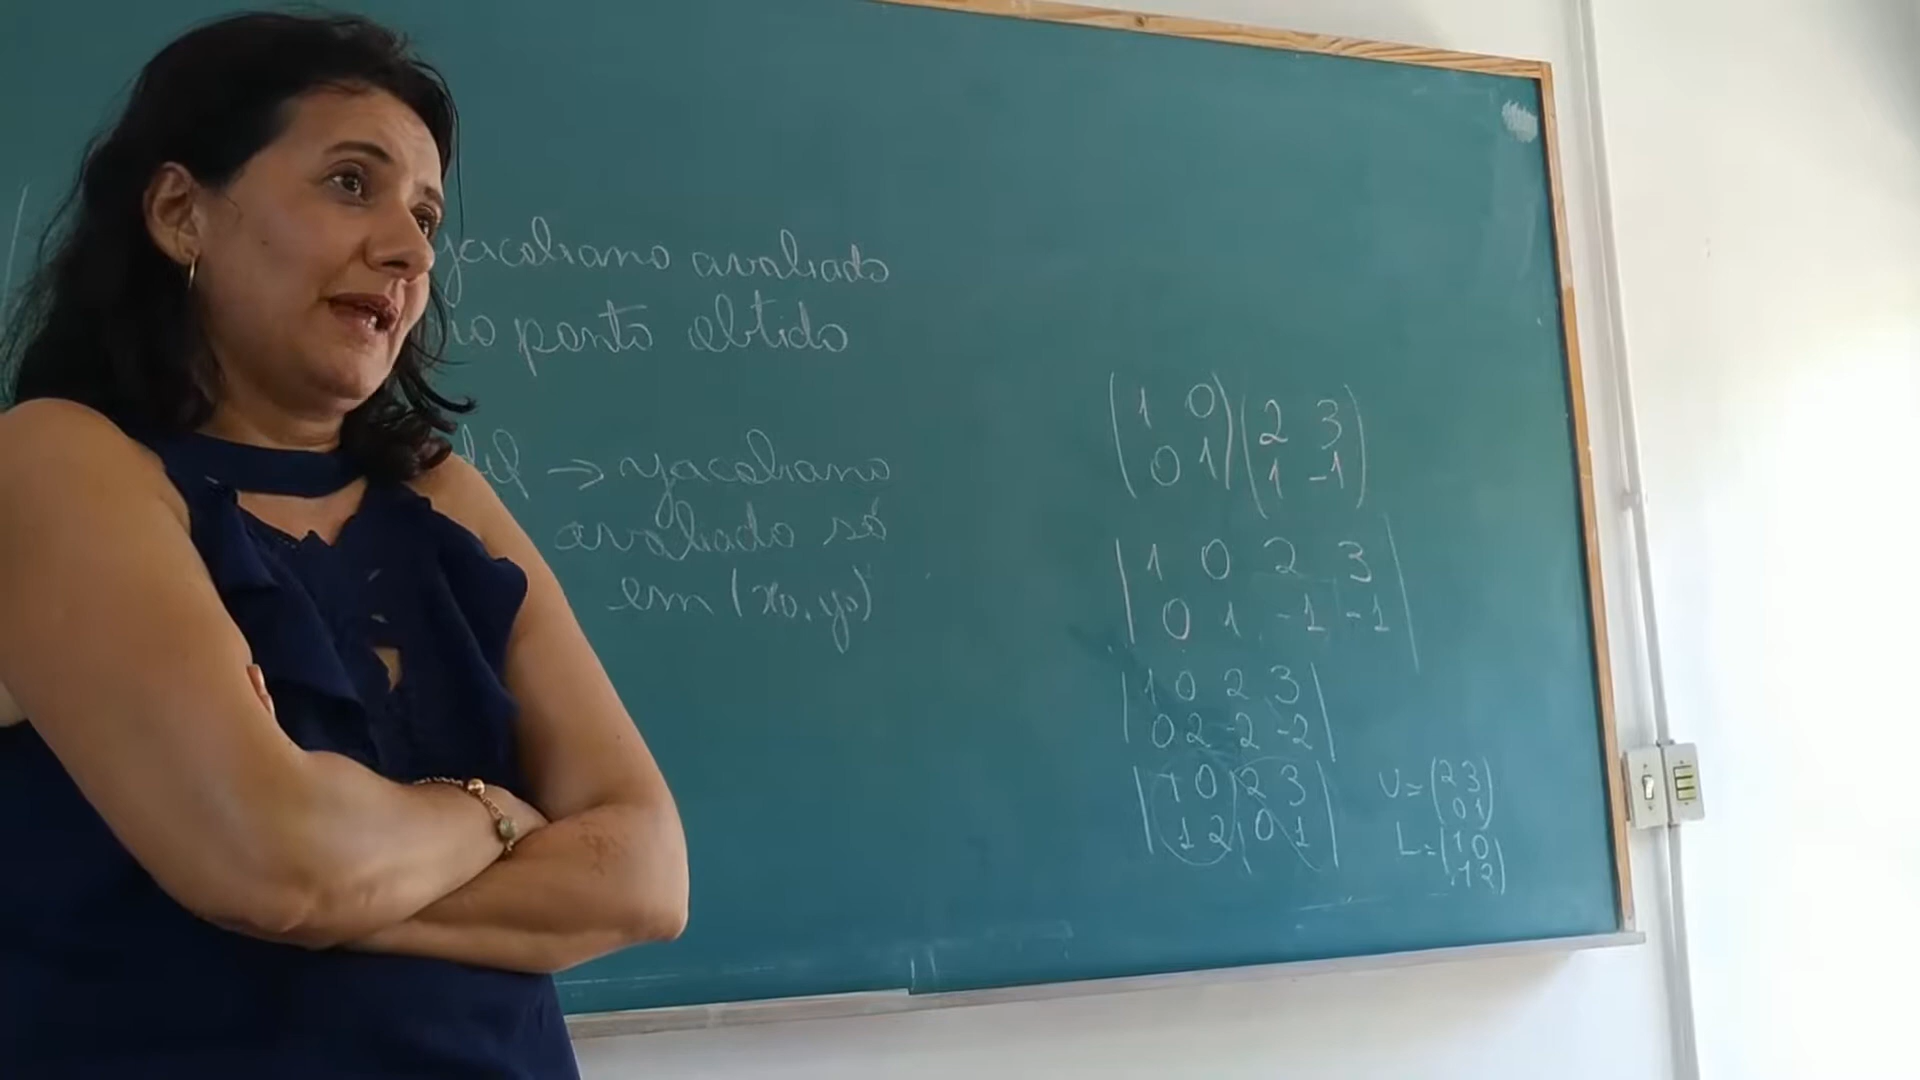 jacobiano avaliado
no ponto obtido
→ jacobiano
avaliado só
em (x0, y0)
(1 0) (2 3)
(0 1) (1 -1)
| 1 0 2 3 |
| 0 1 -1 -1 |
| 1 0 2 3 |
| 0 2 -2 -2 |
| 1 0 2 3 |
| 1 2 0 1 |
U = (2 3
0 1)
L = (1 0
1 2)